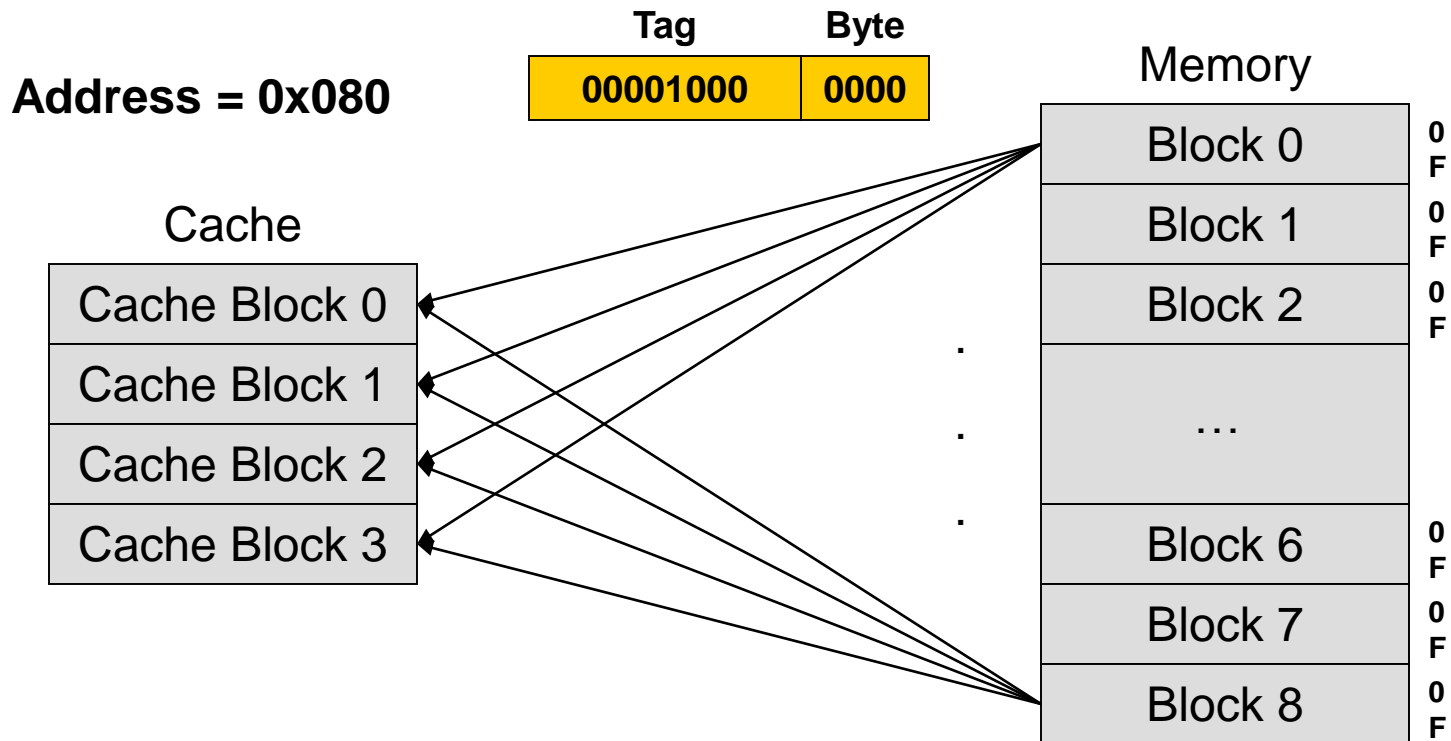 Tag Byte
Address = 0x080
00001000 0000
Memory
Block 0
0
F
Block 1
0
F
Block 2
0
F
...
Block 6
0
F
Block 7
0
F
Block 8
0
F
Cache
Cache Block 0
Cache Block 1
Cache Block 2
Cache Block 3
.
.
.